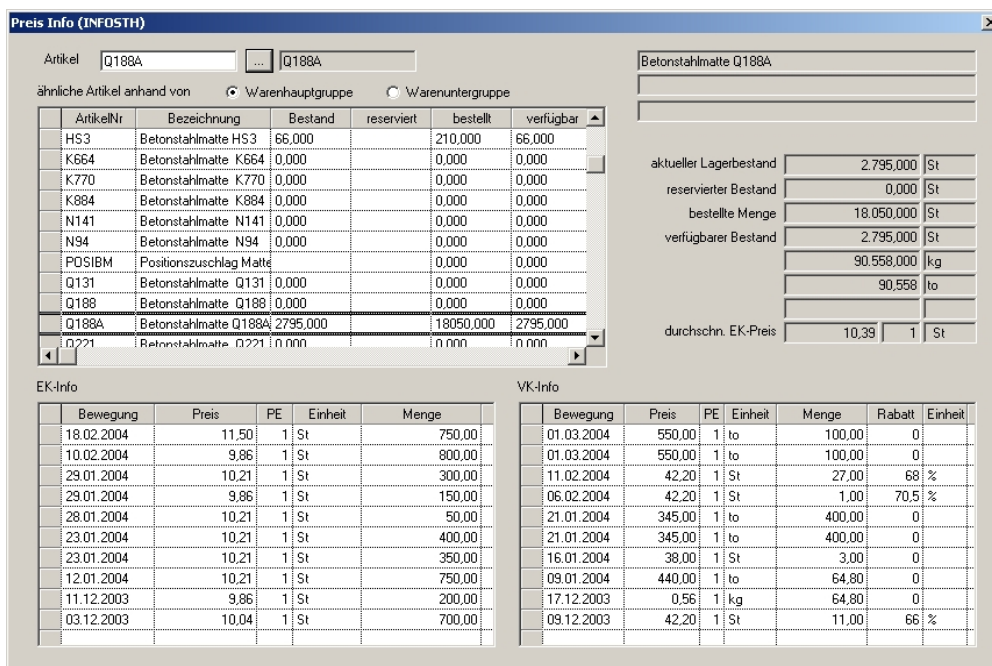 Preis Info (INFOSTH)
Artikel Q188A ... Q188A
Betonstahlmatte Q188A
ähnliche Artikel anhand von Warenhauptgruppe Warenuntergruppe
ArtikelNr Bezeichnung Bestand reserviert bestellt verfügbar
HS3 Betonstahlmatte HS3 66,000 210,000 66,000
K664 Betonstahlmatte K664 0,000 0,000 0,000
K770 Betonstahlmatte K770 0,000 0,000 0,000
K884 Betonstahlmatte K884 0,000 0,000 0,000
N141 Betonstahlmatte N141 0,000 0,000 0,000
N94 Betonstahlmatte N94 0,000 0,000 0,000
POSIBM Positionszuschlag Matte 0,000 0,000
Q131 Betonstahlmatte Q131 0,000 0,000 0,000
Q188 Betonstahlmatte Q188 0,000 0,000 0,000
Q188A Betonstahlmatte Q188A 2795,000 18050,000 2795,000
Q221 Betonstahlmatte Q221 0,000 0,000 0,000
aktueller Lagerbestand 2.795,000 St
reservierter Bestand 0,000 St
bestellte Menge 18.050,000 St
verfügbarer Bestand 2.795,000 St
90.558,000 kg
90,558 to
durchschn. EK-Preis 10,39 1 St
EK-Info
Bewegung Preis PE Einheit Menge
18.02.2004 11,50 1 St 750,00
10.02.2004 9,86 1 St 800,00
29.01.2004 10,21 1 St 300,00
29.01.2004 9,86 1 St 150,00
28.01.2004 10,21 1 St 50,00
23.01.2004 10,21 1 St 400,00
23.01.2004 10,21 1 St 350,00
12.01.2004 10,21 1 St 750,00
11.12.2003 9,86 1 St 200,00
03.12.2003 10,04 1 St 700,00
VK-Info
Bewegung Preis PE Einheit Menge Rabatt Einheit
01.03.2004 550,00 1 to 100,00 0
01.03.2004 550,00 1 to 100,00 0
11.02.2004 42,20 1 St 27,00 68 %
06.02.2004 42,20 1 St 1,00 70,5 %
21.01.2004 345,00 1 to 400,00 0
21.01.2004 345,00 1 to 400,00 0
16.01.2004 38,00 1 St 3,00 0
09.01.2004 440,00 1 to 64,80 0
17.12.2003 0,56 1 kg 64,80 0
09.12.2003 42,20 1 St 11,00 66 %